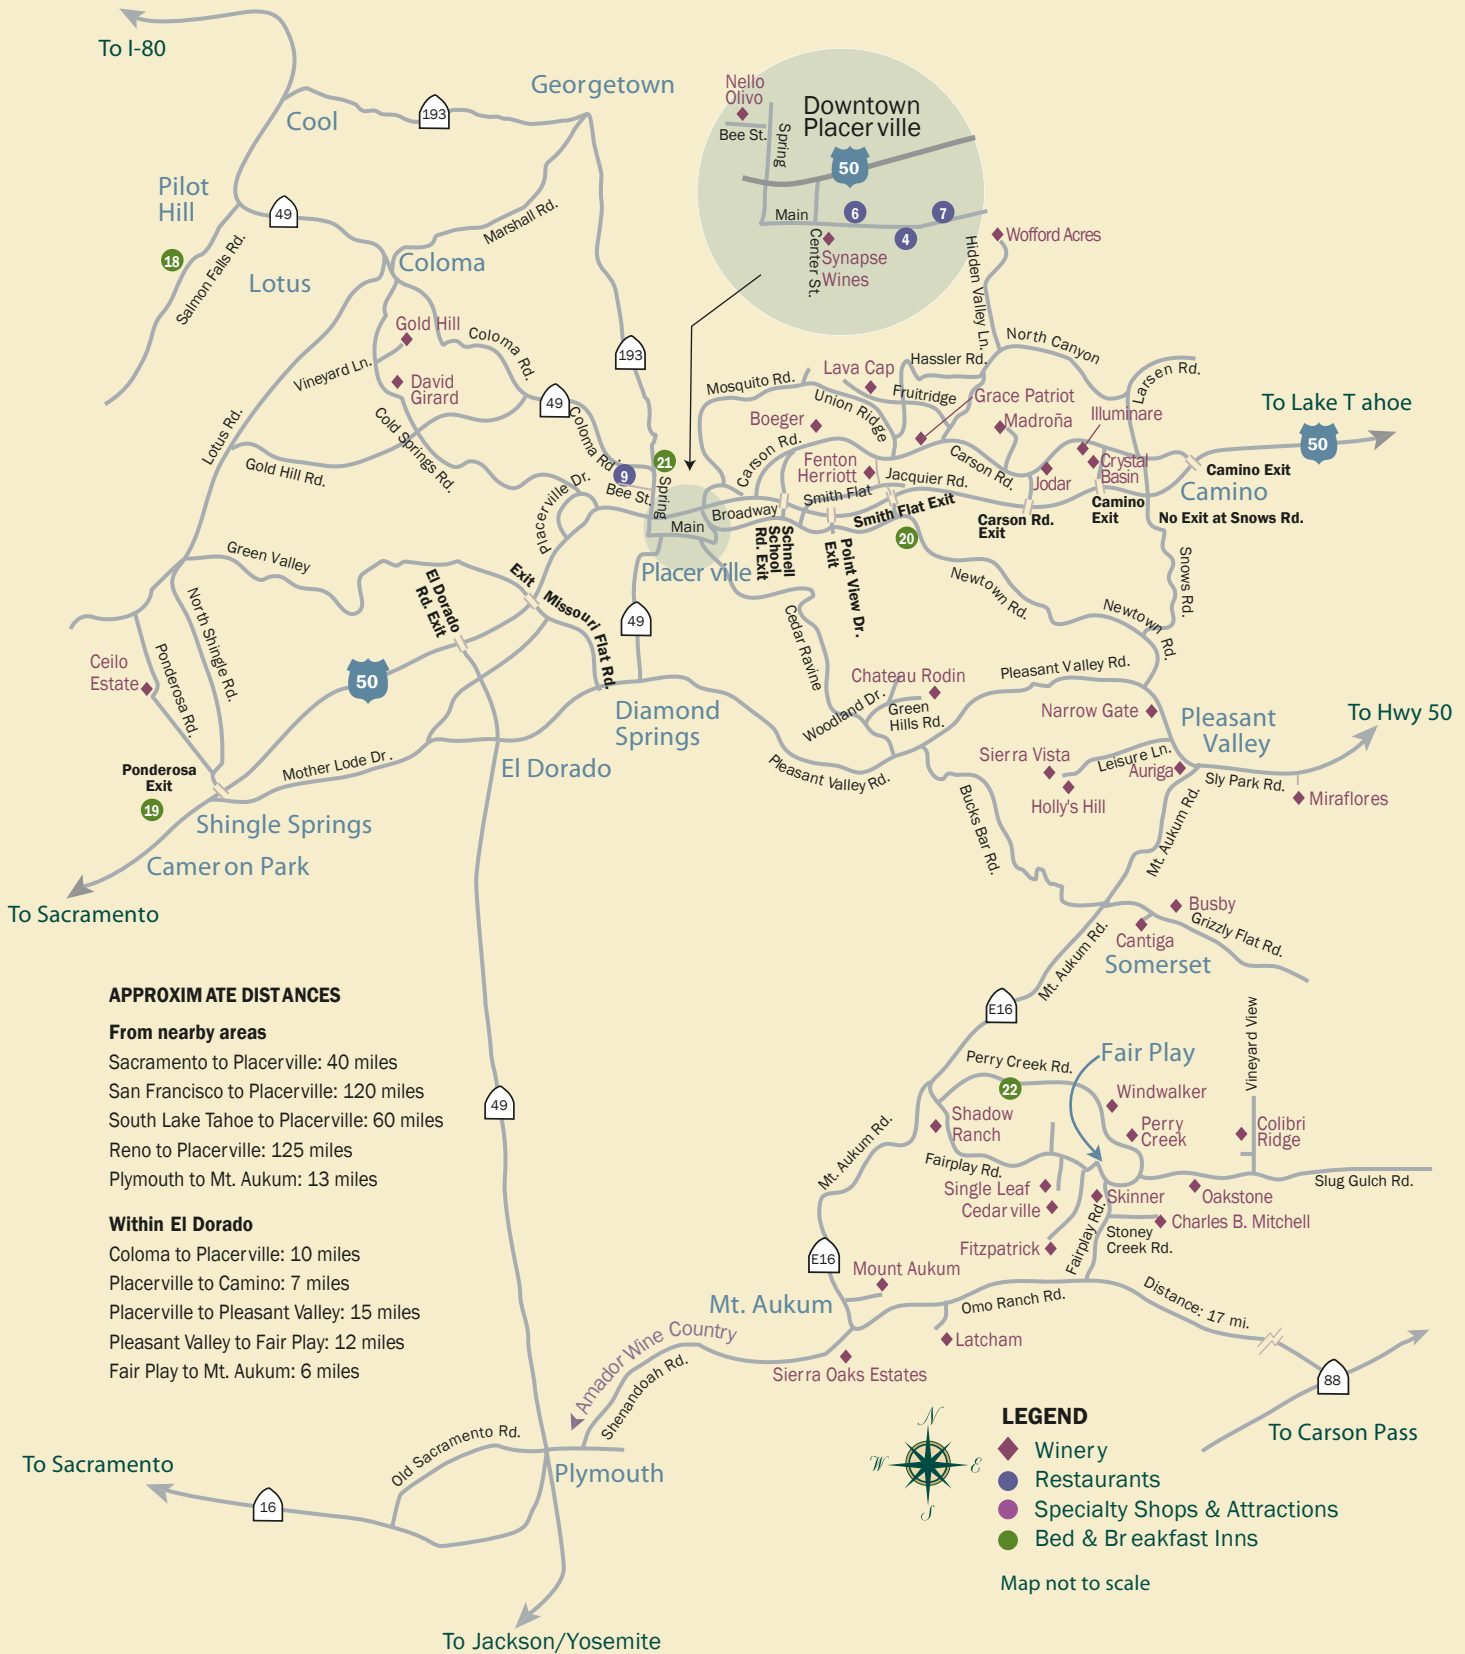 To I-80
Cool
193
Georgetown
Pilot
Hill
49
Marshall Rd.
18
Salmon Falls Rd.
Lotus
Coloma
Nello
Olivo
Bee St.
Spring
Downtown
Placer ville
50
Main
6
7
4
Center St.
Synapse
Wines
Hidden Valley Ln.
Wofford Acres
Gold Hill
Coloma Rd.
193
Vineyard Ln.
David
Girard
49
Lotus Rd.
Cold Springs Rd.
Coloma Rd.
Gold Hill Rd.
9
21
Bee St.
Spring
Placerville Dr.
Main
Placer ville
Mosquito Rd.
Lava Cap
Hassler Rd.
North Canyon
Larsen Rd.
Union Ridge
Fruitridge
Grace Patriot
Boeger
Madroña
Illuminare
To Lake T ahoe
50
Carson Rd.
Fenton
Herriott
Jacquier Rd.
Carson Rd.
Jodar
Crystal
Basin
Camino Exit
Camino
Smith Flat
Broadway
Smith Flat Exit
Carson Rd.
Exit
Camino
Exit
No Exit at Snows Rd.
Schnell
School
Rd. Exit
Point View Dr.
Exit
20
Snows Rd.
Newtown Rd.
Newtown
Rd.
Green Valley
El Dorado
Rd. Exit
Exit
Missouri Flat Rd.
49
North Shingle Rd.
Ceilo
Estate
Ponderosa Rd.
50
Cedar Ravine
Chateau Rodin
Pleasant Valley Rd.
Woodland Dr.
Green
Hills Rd.
Narrow Gate
Pleasant
Valley
To Hwy 50
Diamond
Springs
Sierra Vista
Leisure Ln.
Auriga
Holly's Hill
Sly Park Rd.
Miraflores
Ponderosa
Exit
Mother Lode Dr.
El Dorado
Pleasant Valley Rd.
19
Shingle Springs
Cameron Park
Bucks Bar Rd.
Mt. Aukum Rd.
To Sacramento
Busby
Cantiga
Grizzly Flat Rd.
Somerset
Mt. Aukum Rd.
APPROXIM ATE DIST ANCES
From nearby areas
Sacramento to Placerville: 40 miles
San Francisco to Placerville: 120 miles
South Lake Tahoe to Placerville: 60 miles
Reno to Placerville: 125 miles
Plymouth to Mt. Aukum: 13 miles
Within El Dorado
Coloma to Placerville: 10 miles
Placerville to Camino: 7 miles
Placerville to Pleasant Valley: 15 miles
Pleasant Valley to Fair Play: 12 miles
Fair Play to Mt. Aukum: 6 miles
49
E16
Perry Creek Rd.
22
Fair Play
Vineyard View
Windwalker
Shadow
Ranch
Perry
Creek
Colibri
Ridge
Mt. Aukum Rd.
Fairplay Rd.
Slug Gulch Rd.
Single Leaf
Cedar ville
Skinner
Oakstone
Charles B. Mitchell
Fairplay Rd.
Stoney
Creek Rd.
Fitzpatrick
E16
Mount Aukum
Mt. Aukum
Omo Ranch Rd.
Distance: 17 mi.
Latcham
Sierra Oaks Estates
Amador Wine Country
Shenandoah Rd.
88
To Carson Pass
Old Sacramento Rd.
Plymouth
To Sacramento
16
To Jackson/Yosemite
N
W
E
S
LEGEND
Winery
Restaurants
Specialty Shops & Attractions
Bed & Br eakfast Inns
Map not to scale